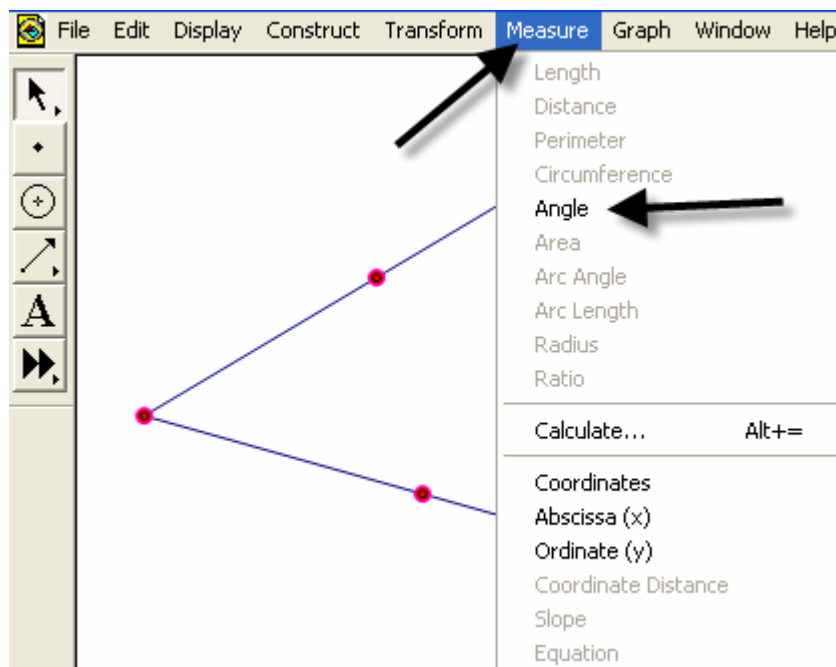 File Edit Display Construct Transform Measure Graph Window Help
Length
Distance
Perimeter
Circumference
Angle
Area
Arc Angle
Arc Length
Radius
Ratio
Calculate... Alt+=
Coordinates
Abscissa (x)
Ordinate (y)
Coordinate Distance
Slope
Equation
A